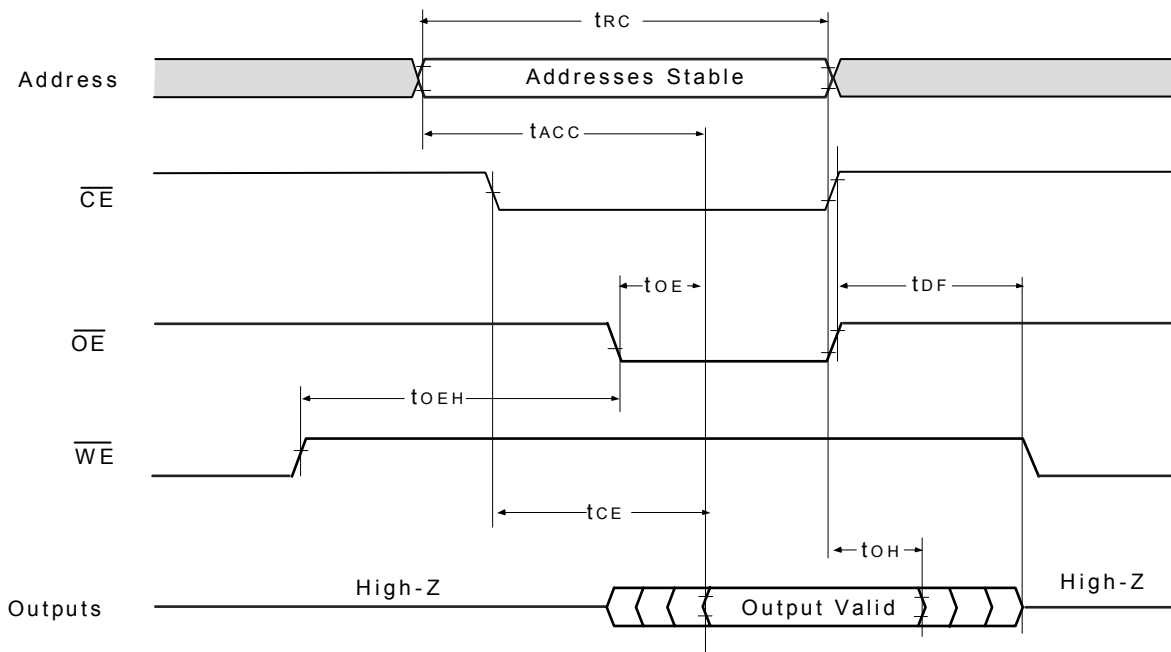 tRC
Address
Addresses Stable
tACC
CE
tOE
tDF
OE
tOEH
WE
tCE
tOH
High-Z
High-Z
Outputs
Output Valid